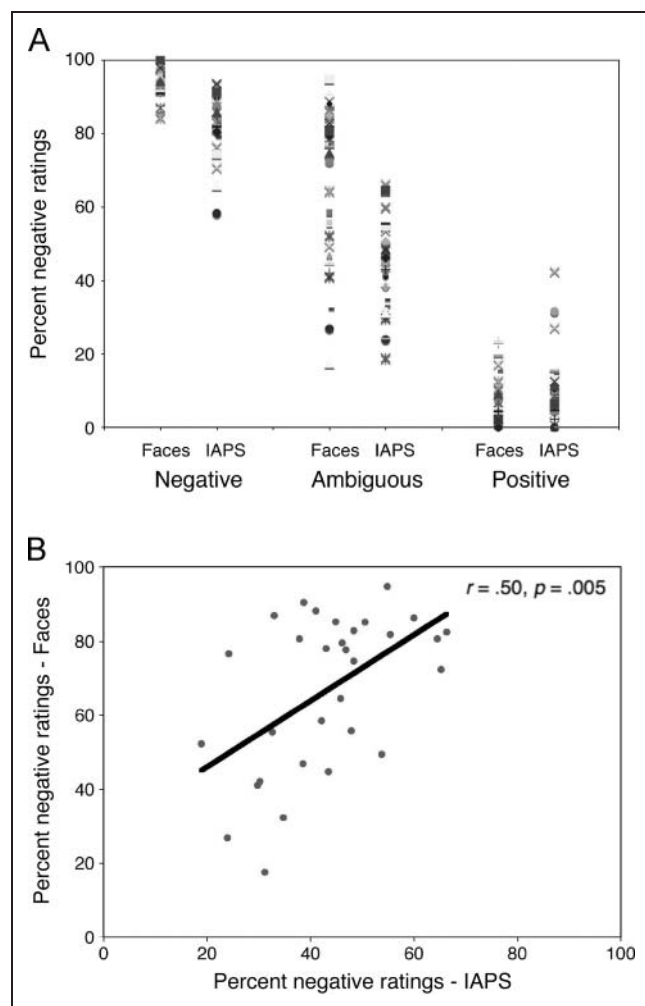 A
100
80
60
40
20
0
Percent negative ratings
Faces IAPS Faces IAPS Faces IAPS
Negative Ambiguous Positive
B
100
80
60
40
20
0
Percent negative ratings - Faces
r = .50, p = .005
0 20 40 60 80 100
Percent negative ratings - IAPS